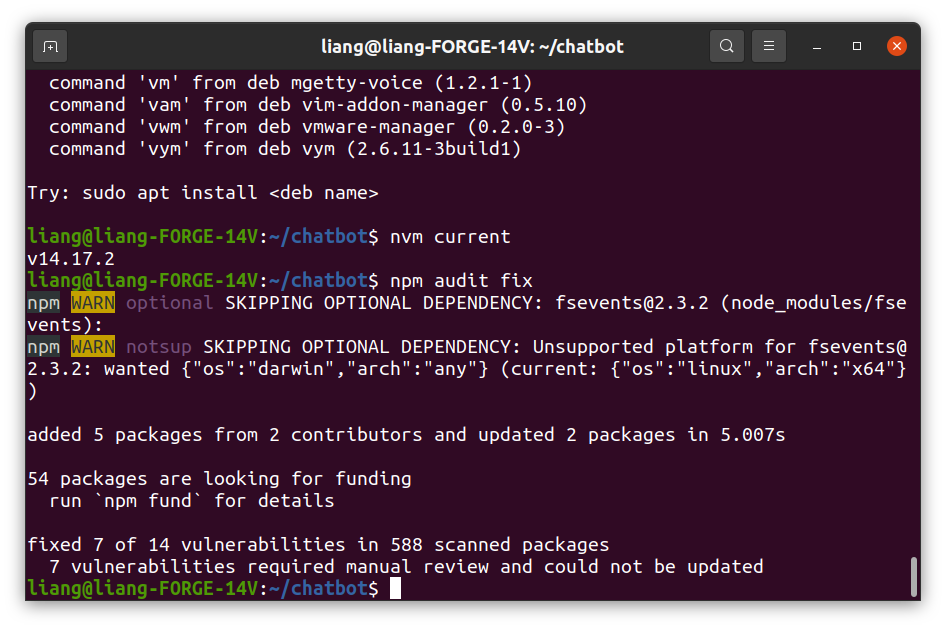 liang@liang-FORGE-14V: ~/chatbot
command 'vm' from deb mgetty-voice (1.2.1-1)
command 'vam' from deb vim-addon-manager (0.5.10)
command 'vwm' from deb vmware-manager (0.2.0-3)
command 'vym' from deb vym (2.6.11-3build1)
Try: sudo apt install <deb name>
liang@liang-FORGE-14V:~/chatbot$ nvm current
v14.17.2
liang@liang-FORGE-14V:~/chatbot$ npm audit fix
npm WARN optional SKIPPING OPTIONAL DEPENDENCY: fsevents@2.3.2 (node_modules/fse
vents):
npm WARN notsup SKIPPING OPTIONAL DEPENDENCY: Unsupported platform for fsevents@
2.3.2: wanted {"os":"darwin","arch":"any"} (current: {"os":"linux","arch":"x64"}
)
added 5 packages from 2 contributors and updated 2 packages in 5.007s
54 packages are looking for funding
run `npm fund` for details
fixed 7 of 14 vulnerabilities in 588 scanned packages
7 vulnerabilities required manual review and could not be updated
liang@liang-FORGE-14V:~/chatbot$